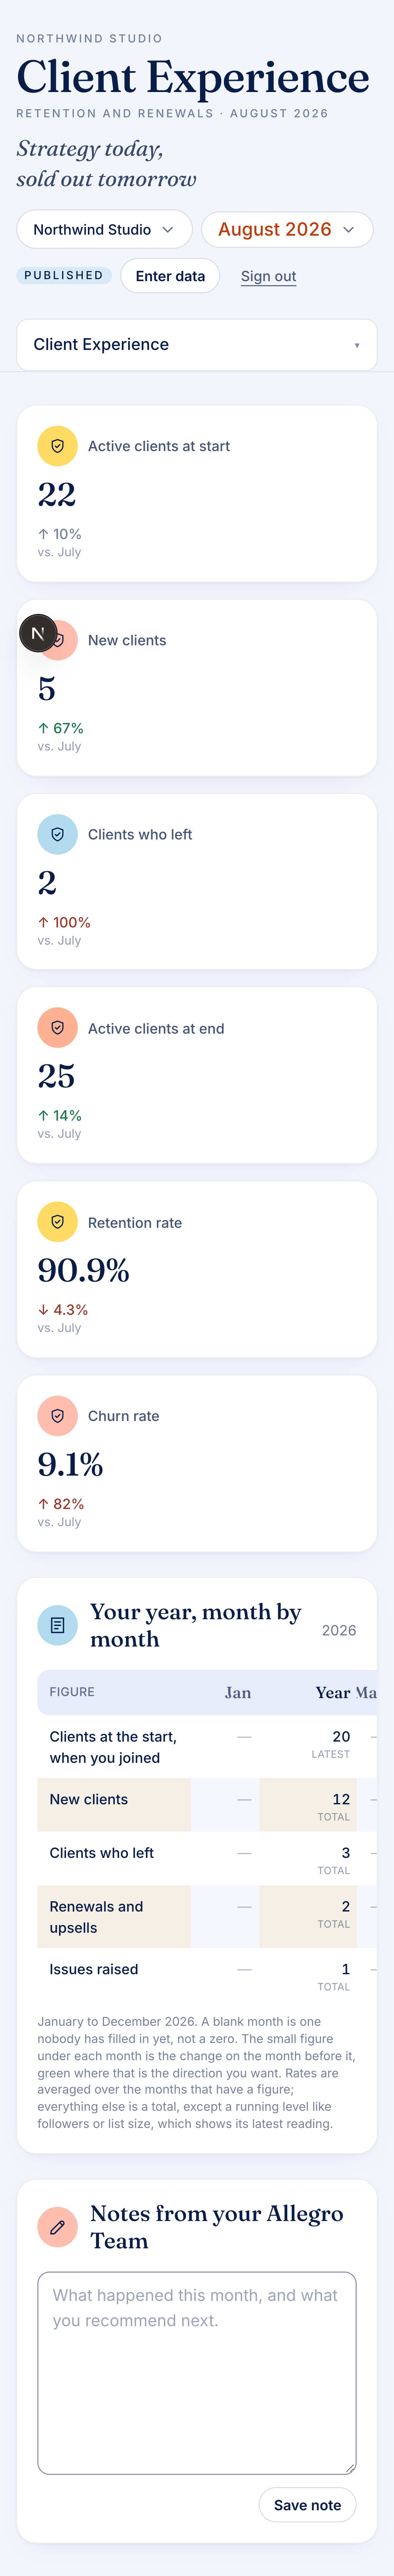 NORTHWIND STUDIO
Client Experience
RETENTION AND RENEWALS · AUGUST 2026
Strategy today,
sold out tomorrow
Northwind Studio
August 2026
PUBLISHED
Enter data
Sign out
Client Experience
Active clients at start
22
↑ 10%
vs. July
N
New clients
5
↑ 67%
vs. July
Clients who left
2
↑ 100%
vs. July
Active clients at end
25
↑ 14%
vs. July
Retention rate
90.9%
↓ 4.3%
vs. July
Churn rate
9.1%
↑ 82%
vs. July
Your year, month by
month
2026
FIGURE Jan Year Ma
Clients at the start, — 20 —
when you joined LATEST
New clients — 12 —
TOTAL
Clients who left — 3 —
TOTAL
Renewals and — 2 —
upsells TOTAL
Issues raised — 1 —
TOTAL
January to December 2026. A blank month is one
nobody has filled in yet, not a zero. The small figure
under each month is the change on the month before it,
green where that is the direction you want. Rates are
averaged over the months that have a figure;
everything else is a total, except a running level like
followers or list size, which shows its latest reading.
Notes from your Allegro
Team
What happened this month, and what
you recommend next.
Save note